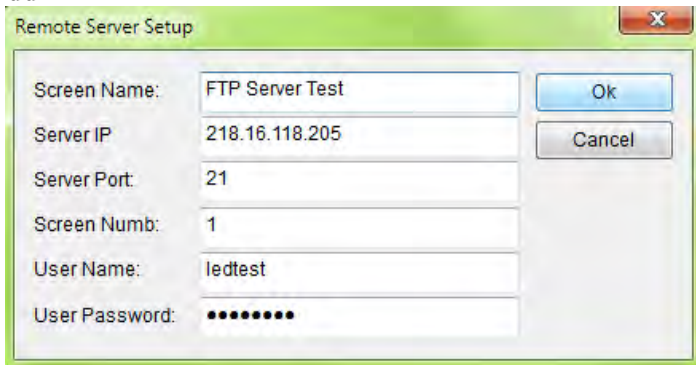 Remote Server Setup
Screen Name: FTP Server Test Ok
Server IP 218.16.118.205 Cancel
Server Port: 21
Screen Numb: 1
User Name: ledtest
User Password: ●●●●●●●●